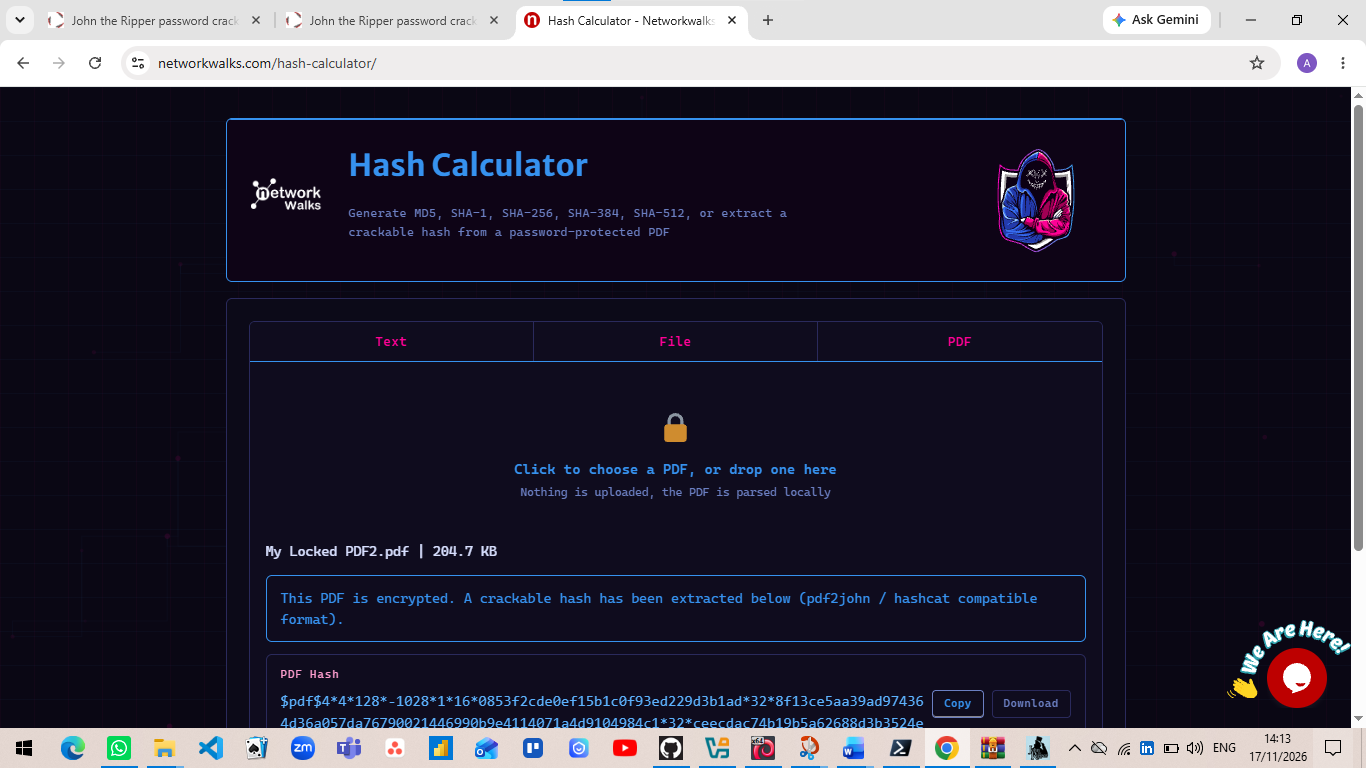 John the Ripper password crack
John the Ripper password crack
Hash Calculator - Networkwalks
Ask Gemini
networkwalks.com/hash-calculator/
A
network
Walks
Hash Calculator
Generate MD5, SHA-1, SHA-256, SHA-384, SHA-512, or extract a
crackable hash from a password-protected PDF
Text
File
PDF
Click to choose a PDF, or drop one here
Nothing is uploaded, the PDF is parsed locally
My Locked PDF2.pdf | 204.7 KB
This PDF is encrypted. A crackable hash has been extracted below (pdf2john / hashcat compatible
format).
PDF Hash
$pdf$4*4*128*-1028*1*16*0853f2cde0ef15b1c0f93ed229d3b1ad*32*8f13ce5aa39ad97436
4d36a057da76790021446990b9e4114071a4d9104984c1*32*ceecdac74b19b5a62688d3b3524e
Copy
Download
We Are Here!
zm
ENG
14:13
17/11/2026